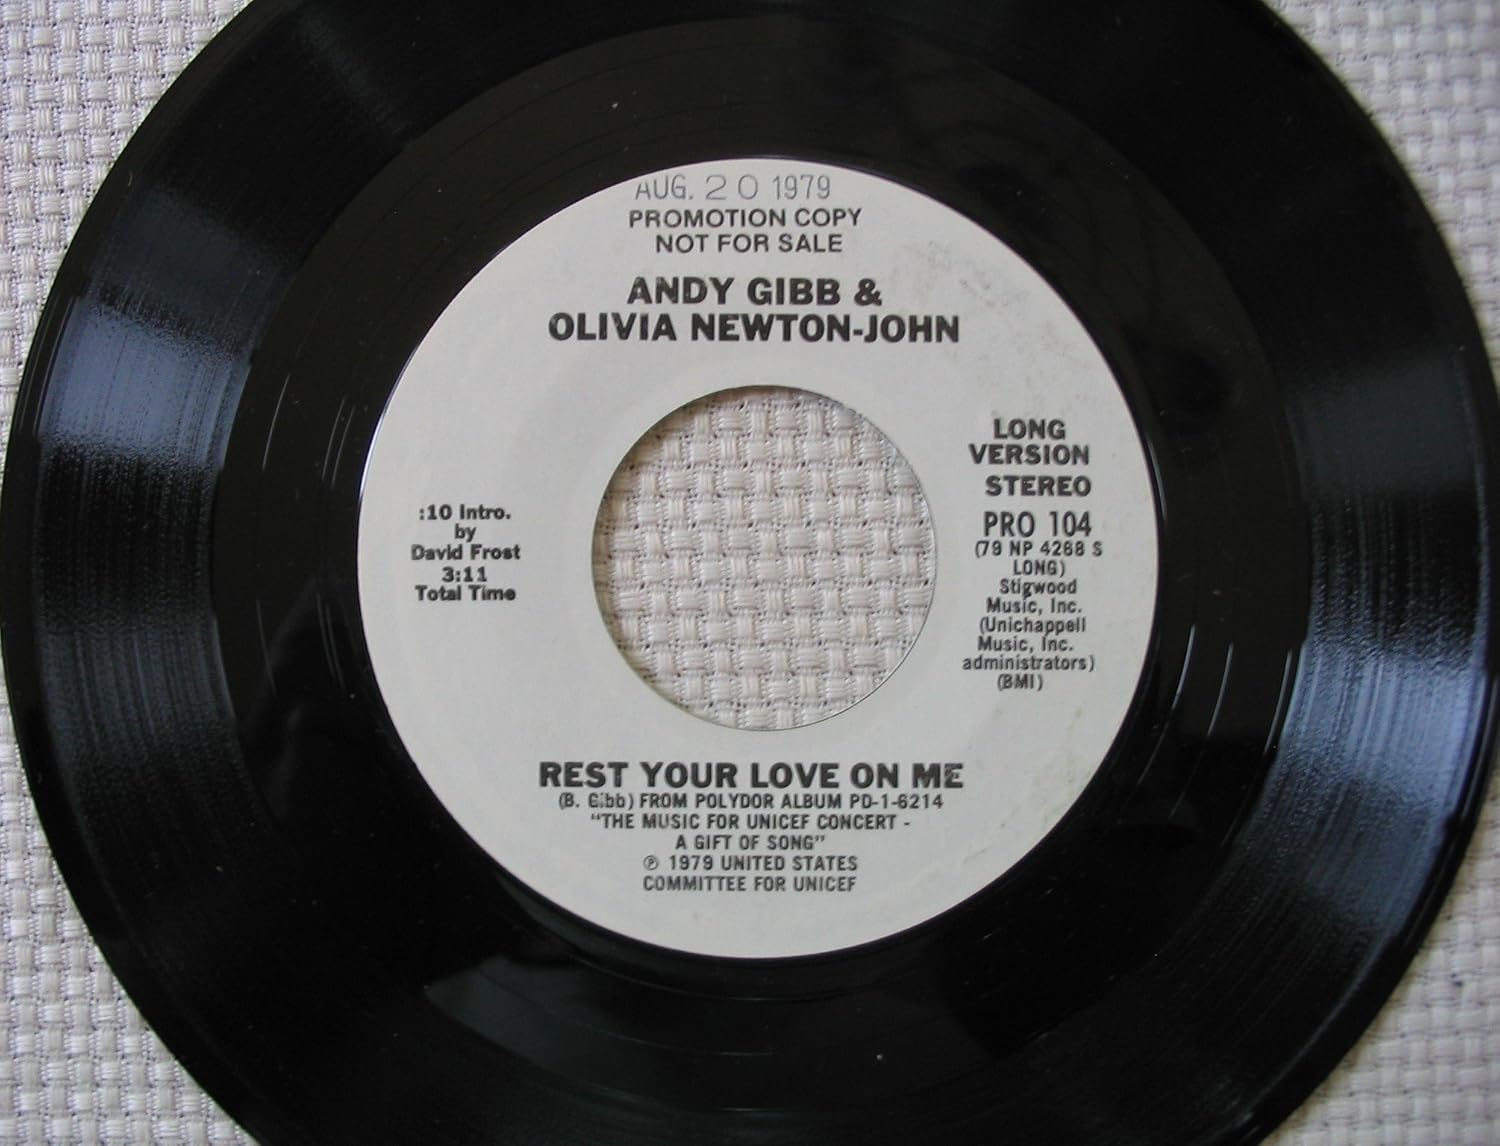 AUG. 20 1979
PROMOTION COPY
NOT FOR SALE
ANDY GIBB &
OLIVIA NEWTON-JOHN
:10 Intro.
by
David Frost
3:11
Total Time
LONG
VERSION
STEREO
PRO 104
(79 NP 4268 S
LONG)
Stigwood
Music, Inc.
(Unichappell
Music, Inc.
administrators)
(BMI)
REST YOUR LOVE ON ME
(B. Gibb) FROM POLYDOR ALBUM PD-1-6214
"THE MUSIC FOR UNICEF CONCERT -
A GIFT OF SONG"
℗ 1979 UNITED STATES
COMMITTEE FOR UNICEF